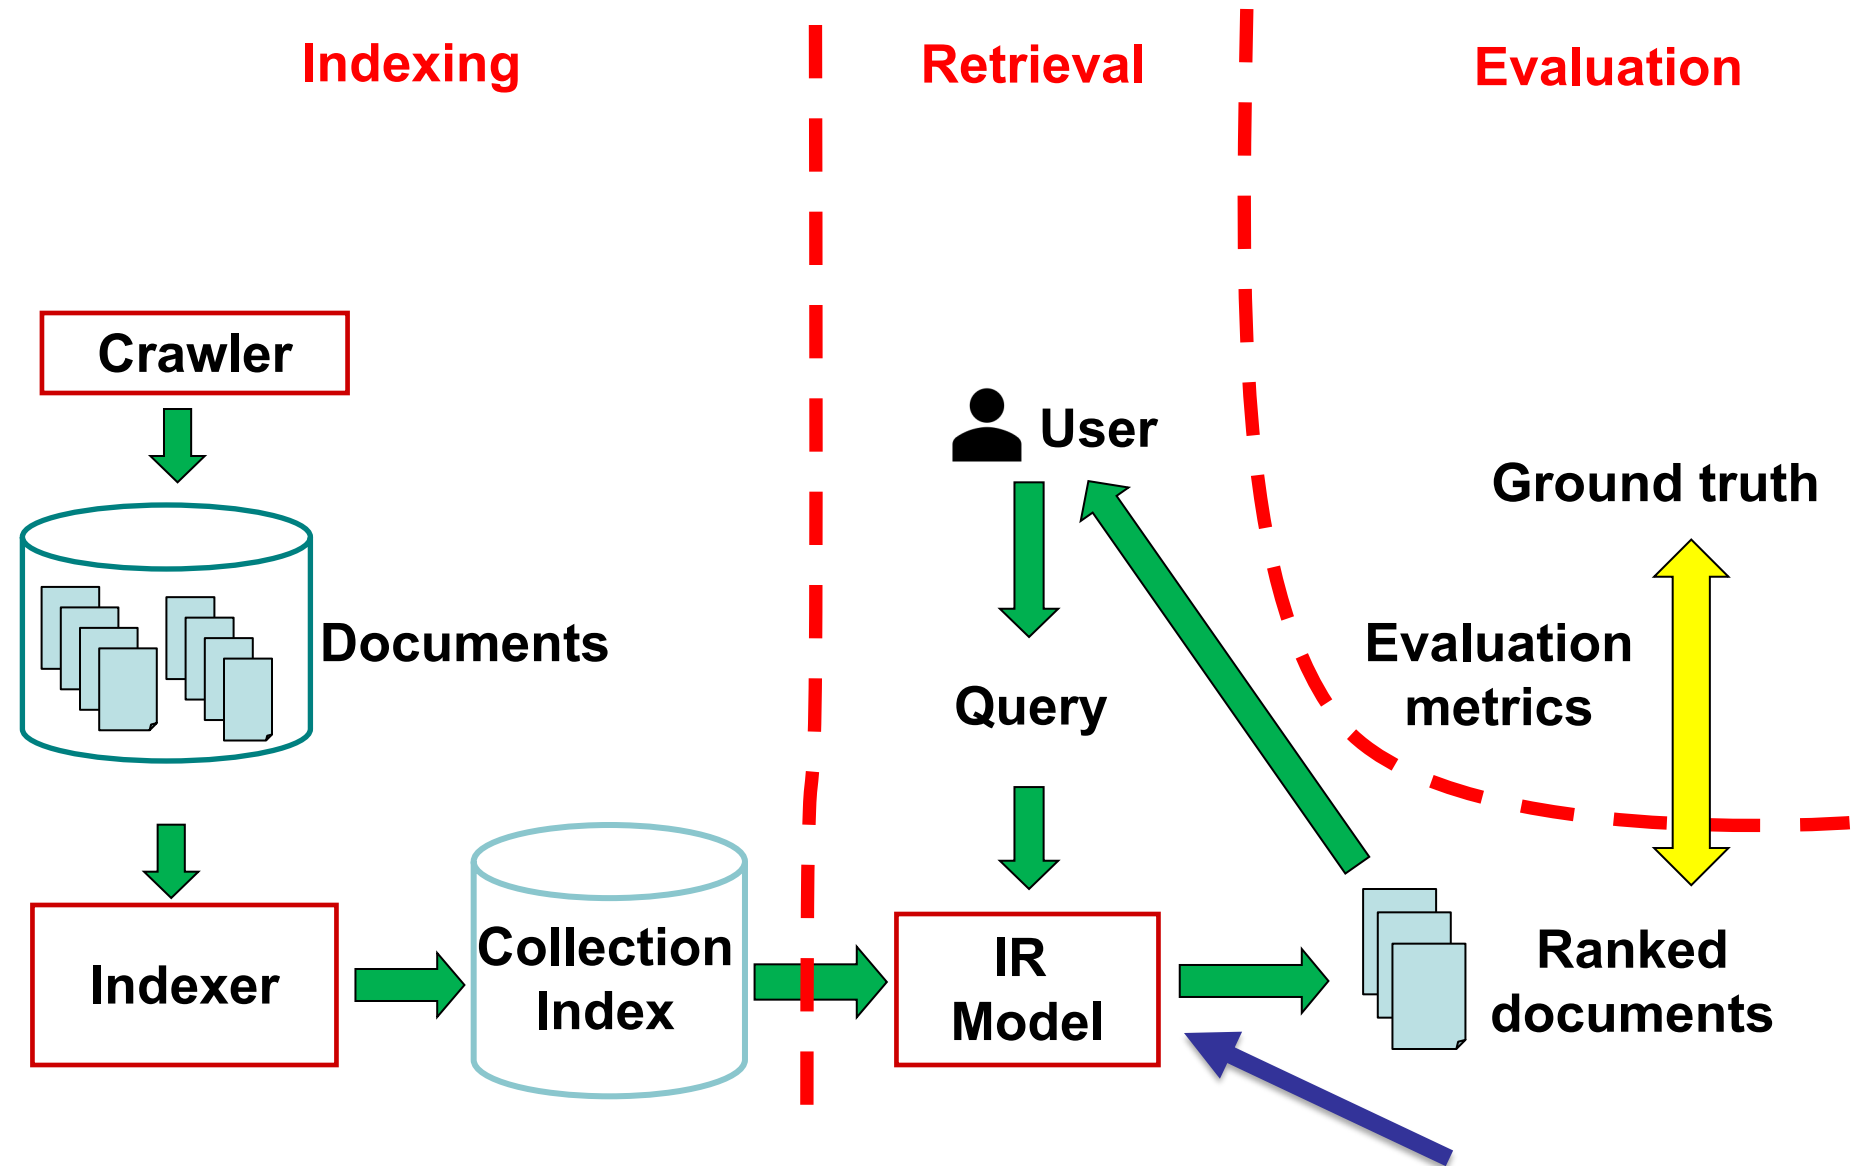 Indexing
Retrieval
Evaluation
Crawler
User
Ground truth
Documents
Evaluation
metrics
Query
Collection
Index
Indexer
IR
Model
Ranked
documents